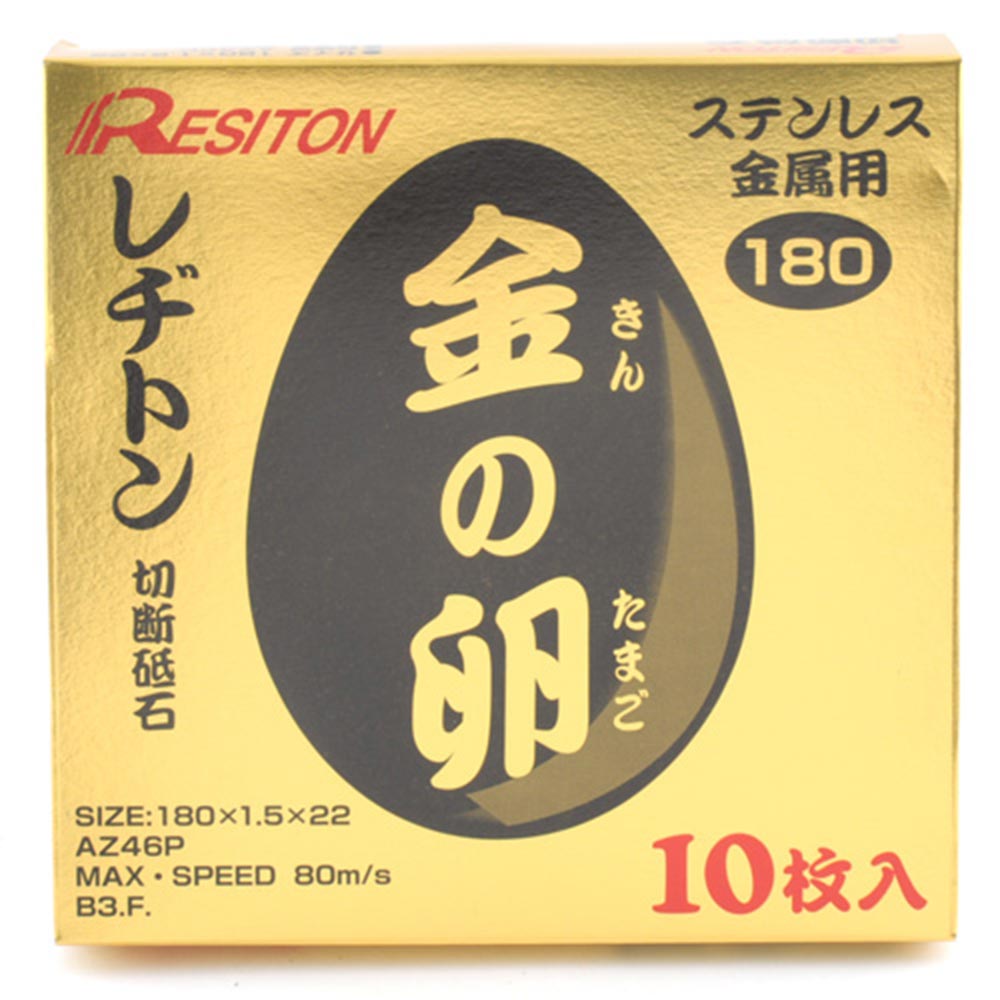 RESITON
レヂトン
切断砥石
ステンレス
金属用
180
金の卵
きん
たまご
SIZE:180×1.5×22
AZ46P
MAX・SPEED 80m/s
B3.F.
10枚入